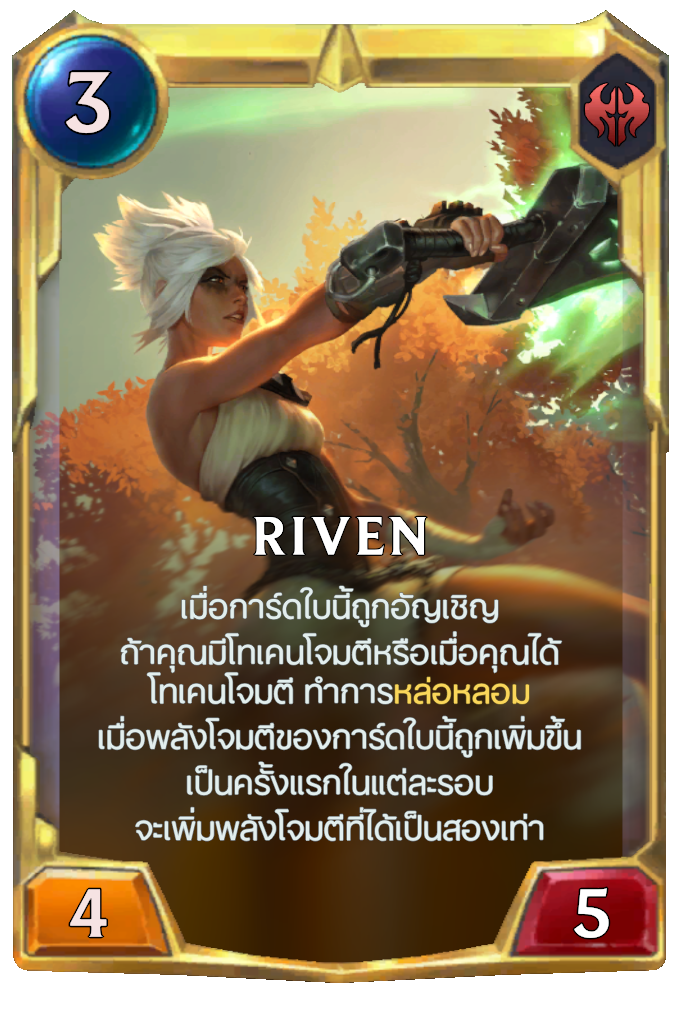 3
RIVEN
เมื่อการ์ดใบนี้ถูกอัญเชิญ
ถ้าคุณมีโทเคนโจมตีหรือเมื่อคุณได้
โทเคนโจมตี ทำการหล่อหลอม
เมื่อพลังโจมตีของการ์ดใบนี้ถูกเพิ่มขึ้น
เป็นครั้งแรกในแต่ละรอบ
จะเพิ่มพลังโจมตีที่ได้เป็นสองเท่า
4
5